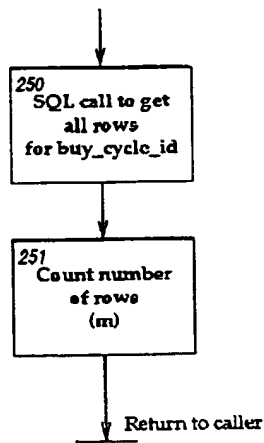 250
SQL call to get
all rows
for buy_cycle_id
251
Count number
of rows
(m)
Return to caller